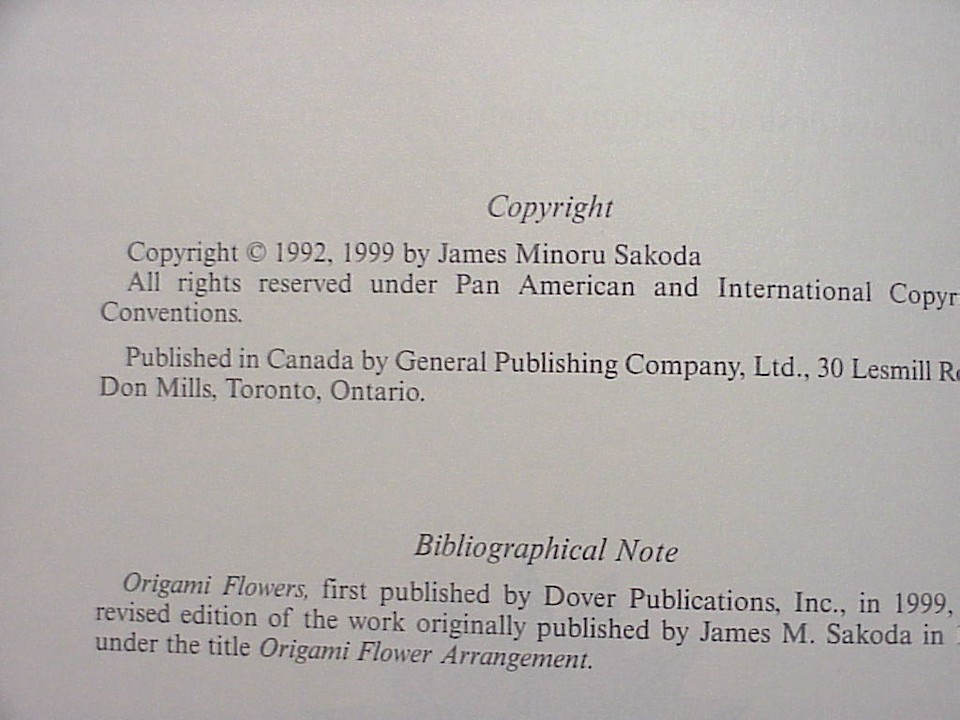 Copyright
Copyright © 1992, 1999 by James Minoru Sakoda
All rights reserved under Pan American and International Copyr
Conventions.
Published in Canada by General Publishing Company, Ltd., 30 Lesmill R
Don Mills, Toronto, Ontario.
Bibliographical Note
Origami Flowers, first published by Dover Publications, Inc., in 1999,
revised edition of the work originally published by James M. Sakoda in
under the title Origami Flower Arrangement.